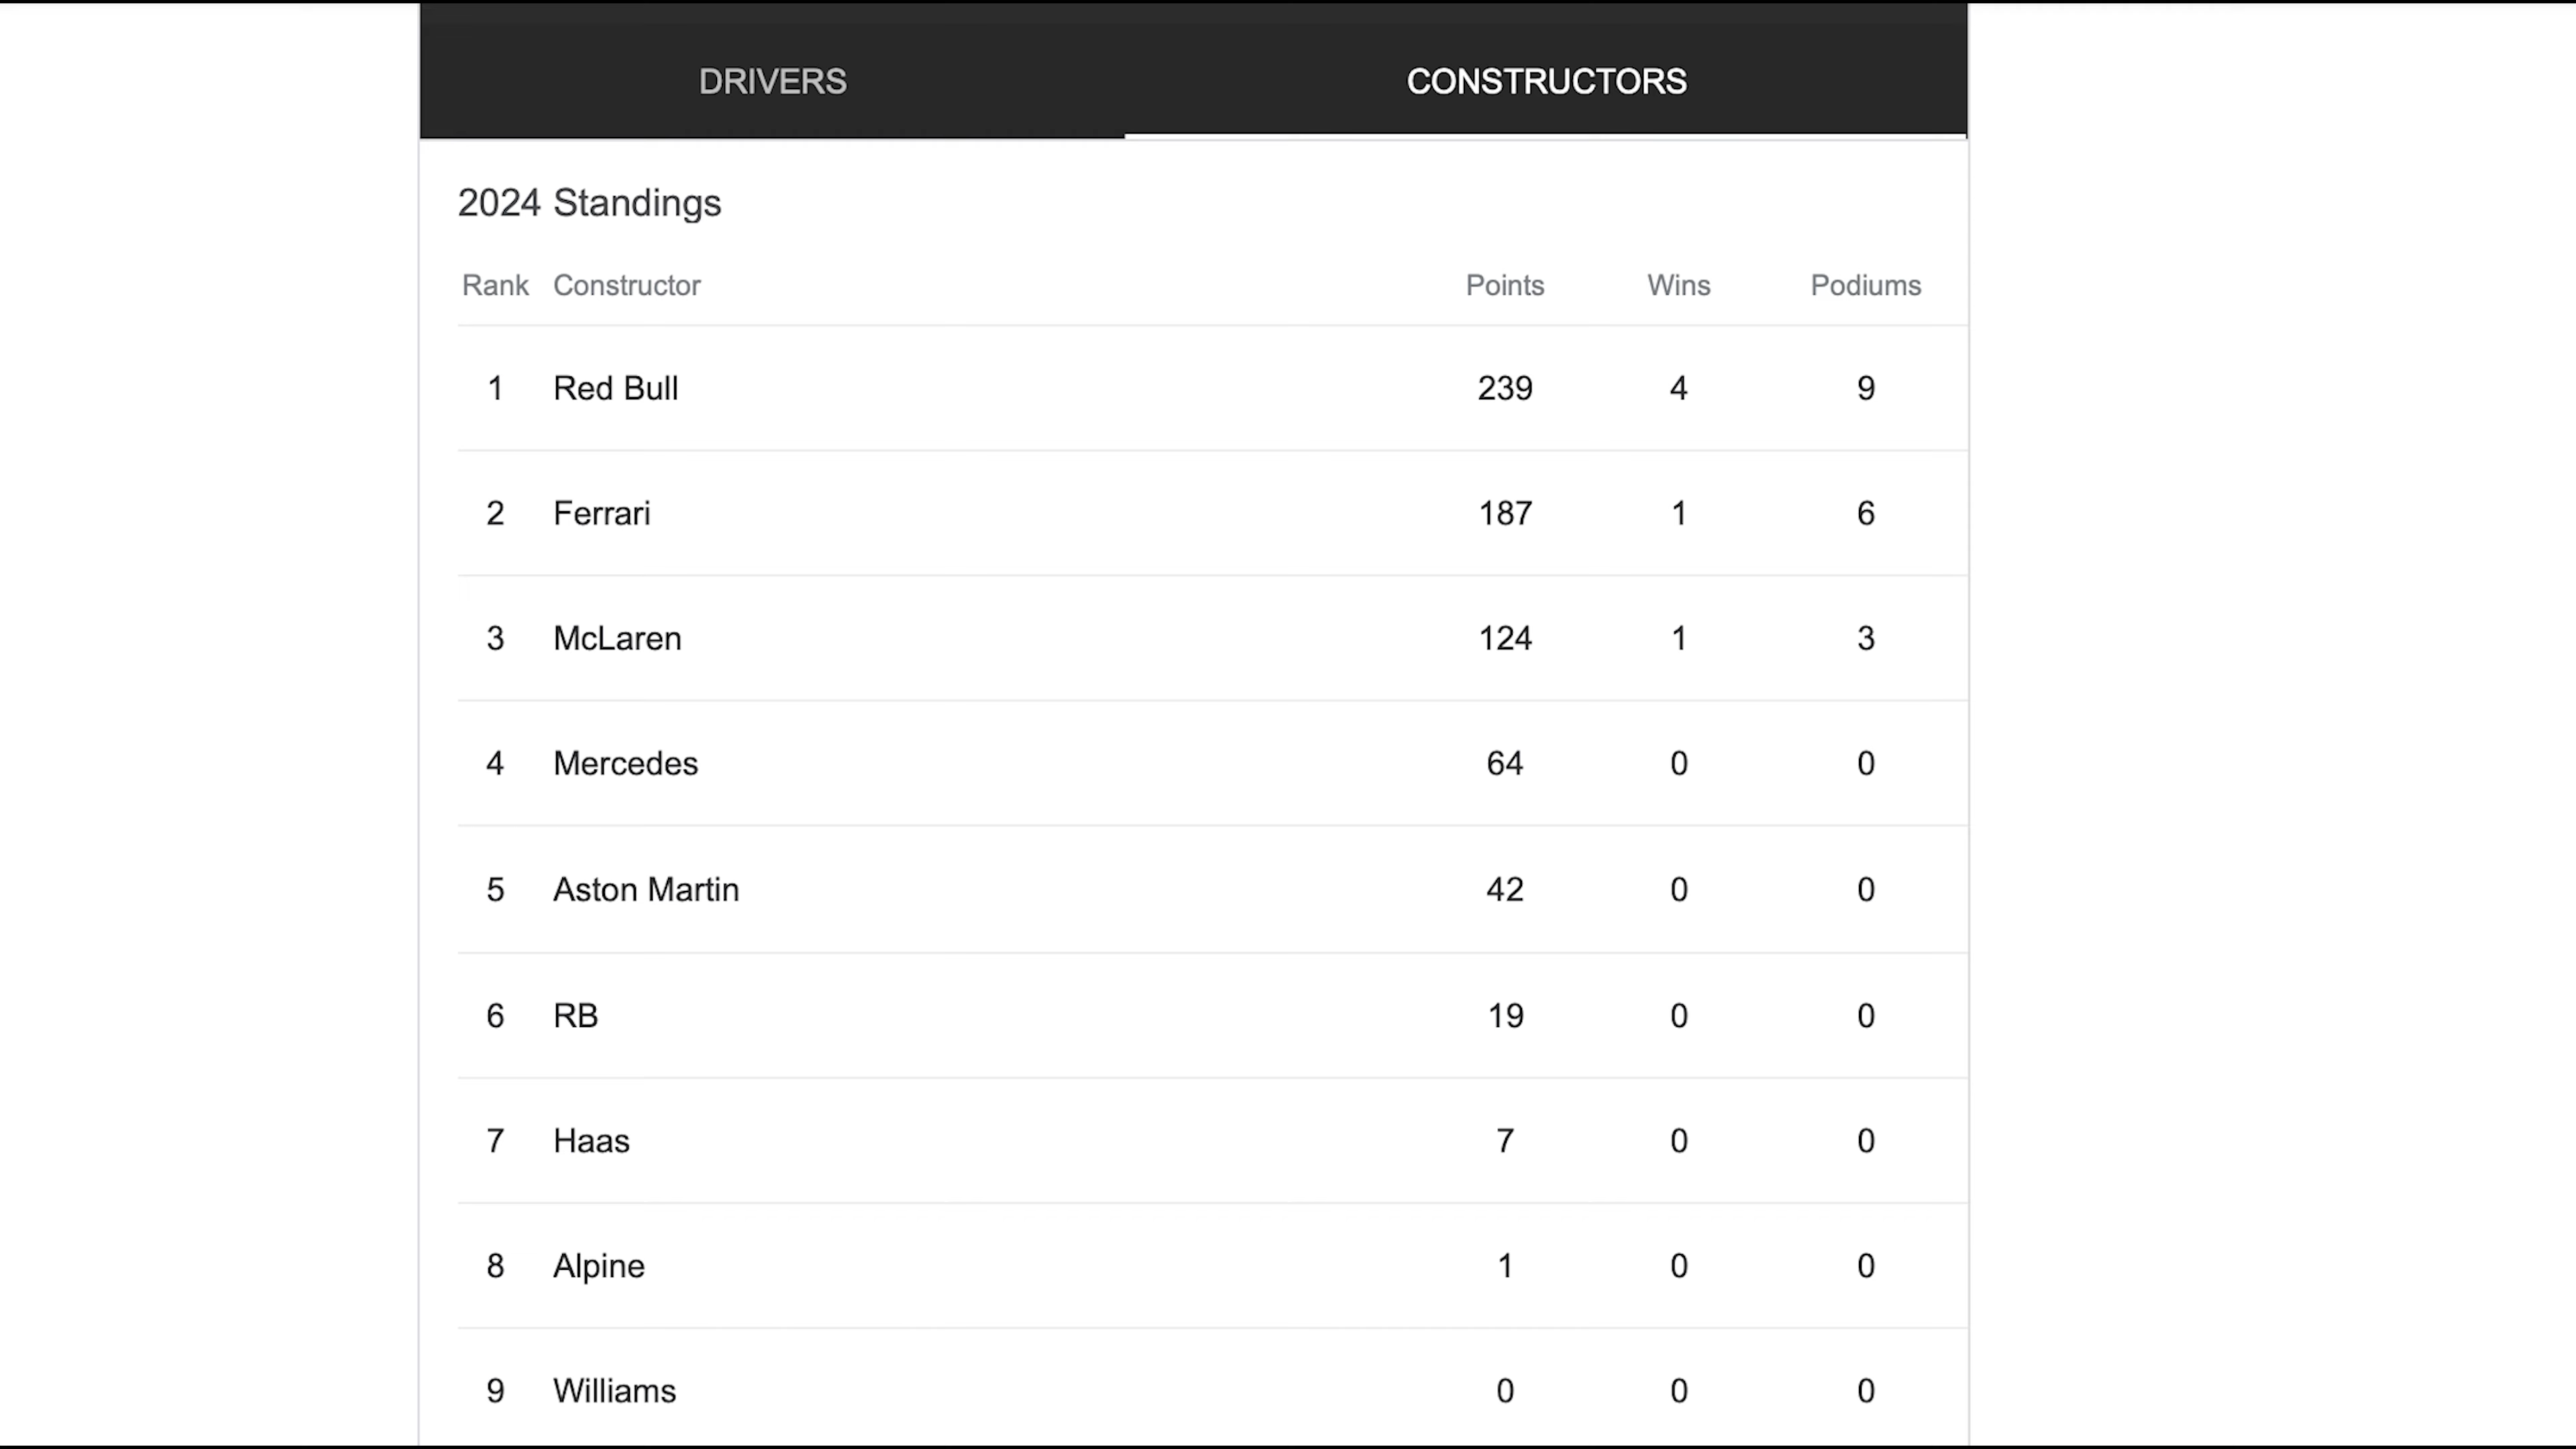 DRIVERS CONSTRUCTORS
2024 Standings
Rank Constructor Points Wins Podiums
1 Red Bull 239 4 9
2 Ferrari 187 1 6
3 McLaren 124 1 3
4 Mercedes 64 0 0
5 Aston Martin 42 0 0
6 RB 19 0 0
7 Haas 7 0 0
8 Alpine 1 0 0
9 Williams 0 0 0